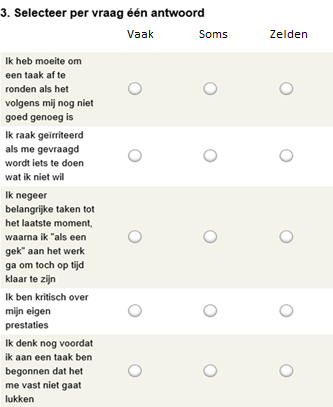 3. Selecteer per vraag één antwoord
Vaak Soms Zelden
Ik heb moeite om
een taak af te
ronden als het
volgens mij nog niet
goed genoeg is
Ik raak geïrriteerd
als me gevraagd
wordt iets te doen
wat ik niet wil
Ik negeer
belangrijke taken tot
het laatste moment,
waarna ik "als een
gek" aan het werk
ga om toch op tijd
klaar te zijn
Ik ben kritisch over
mijn eigen
prestaties
Ik denk nog voordat
ik aan een taak ben
begonnen dat het
me vast niet gaat
lukken